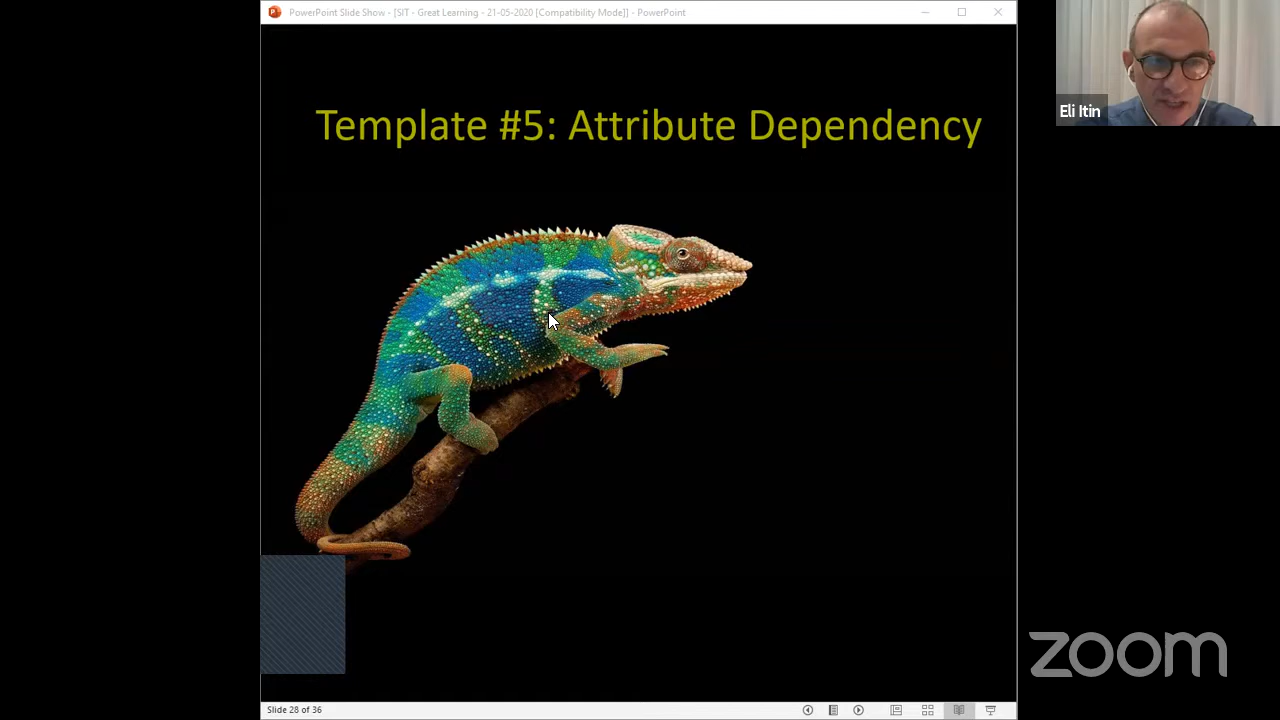 PowerPoint Slide Show - [SIT - Great Learning - 21-05-2020 [Compatibility Mode]] - PowerPoint
Template #5: Attribute Dependency
Eli Itin
zoom
Slide 28 of 36